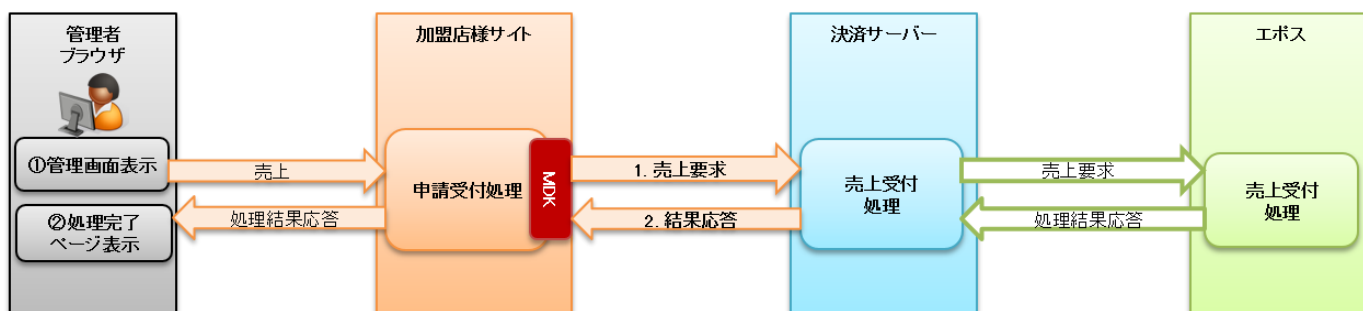 管理者
ブラウザ
①管理画面表示
②処理完了
ページ表示
売上
処理結果応答
加盟店様サイト
申請受付処理
MDK
1. 売上要求
2. 結果応答
決済サーバー
売上受付
処理
売上要求
処理結果応答
エポス
売上受付
処理